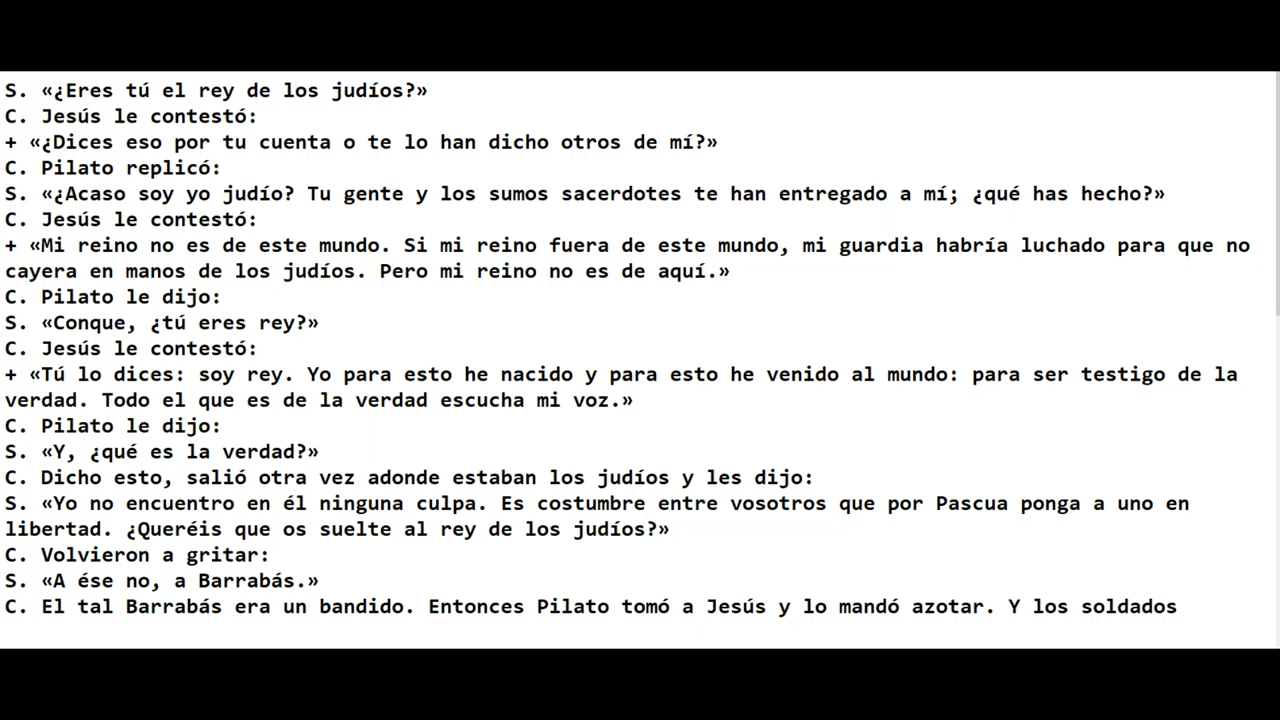 S. «¿Eres tú el rey de los judíos?»
C. Jesús le contestó:
+ «¿Dices eso por tu cuenta o te lo han dicho otros de mí?»
C. Pilato replicó:
S. «¿Acaso soy yo judío? Tu gente y los sumos sacerdotes te han entregado a mí; ¿qué has hecho?»
C. Jesús le contestó:
+ «Mi reino no es de este mundo. Si mi reino fuera de este mundo, mi guardia habría luchado para que no
cayera en manos de los judíos. Pero mi reino no es de aquí.»
C. Pilato le dijo:
S. «Conque, ¿tú eres rey?»
C. Jesús le contestó:
+ «Tú lo dices: soy rey. Yo para esto he nacido y para esto he venido al mundo: para ser testigo de la
verdad. Todo el que es de la verdad escucha mi voz.»
C. Pilato le dijo:
S. «Y, ¿qué es la verdad?»
C. Dicho esto, salió otra vez adonde estaban los judíos y les dijo:
S. «Yo no encuentro en él ninguna culpa. Es costumbre entre vosotros que por Pascua ponga a uno en
libertad. ¿Queréis que os suelte al rey de los judíos?»
C. Volvieron a gritar:
S. «A ése no, a Barrabás.»
C. El tal Barrabás era un bandido. Entonces Pilato tomó a Jesús y lo mandó azotar. Y los soldados